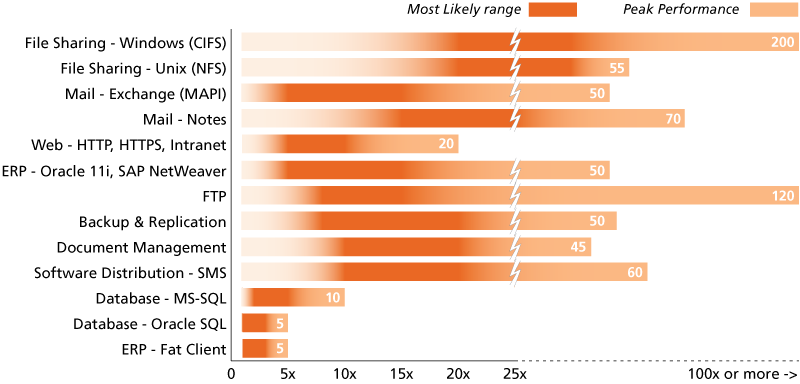 Most Likely range Peak Performance
File Sharing - Windows (CIFS) 200
File Sharing - Unix (NFS) 55
Mail - Exchange (MAPI) 50
Mail - Notes 70
Web - HTTP, HTTPS, Intranet 20
ERP - Oracle 11i, SAP NetWeaver 50
FTP 120
Backup & Replication 50
Document Management 45
Software Distribution - SMS 60
Database - MS-SQL 10
Database - Oracle SQL 5
ERP - Fat Client 5
0 5x 10x 15x 20x 25x 100x or more ->